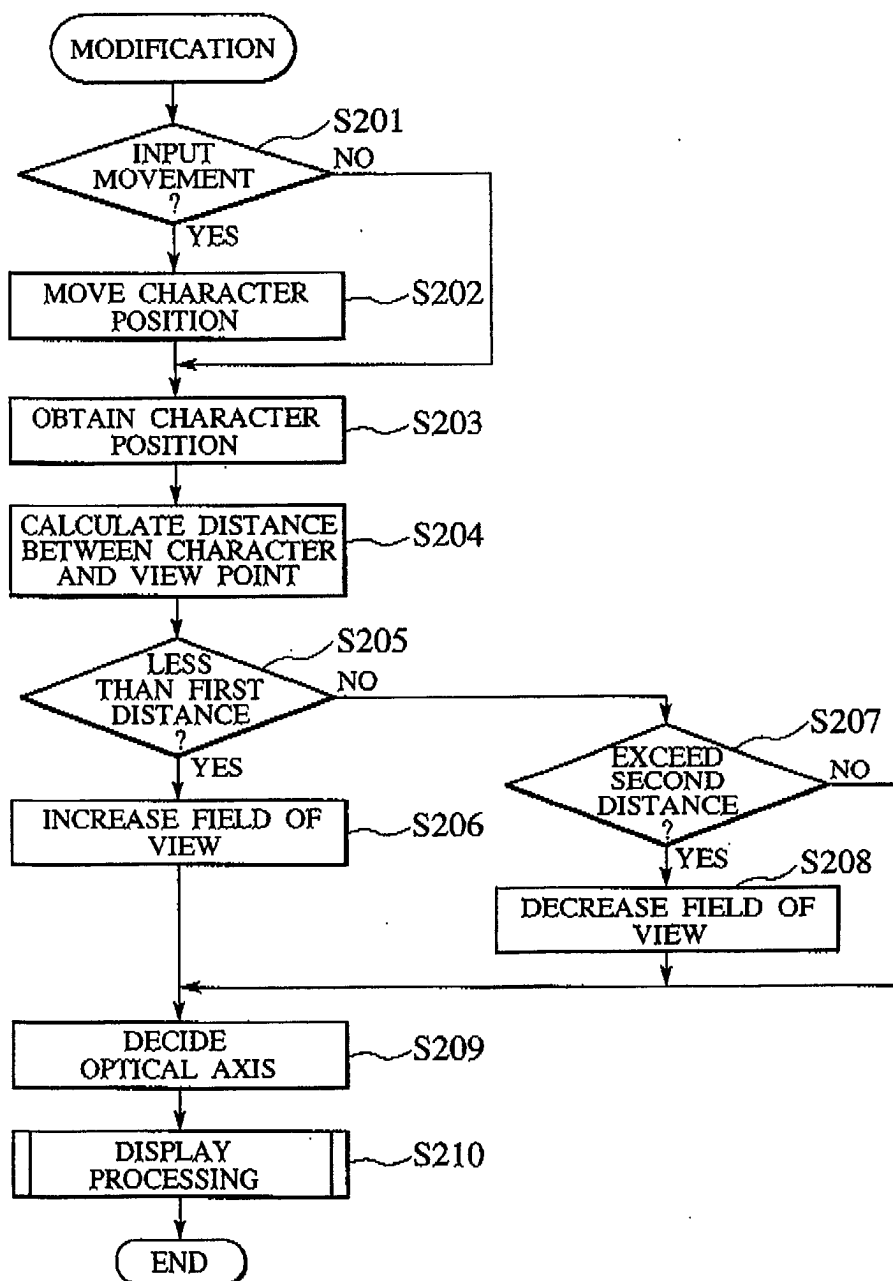 MODIFICATION
S201
INPUT
MOVEMENT
?
NO
YES
MOVE CHARACTER
POSITION
S202
OBTAIN CHARACTER
POSITION
S203
CALCULATE DISTANCE
BETWEEN CHARACTER
AND VIEW POINT
S204
S205
LESS
THAN FIRST
DISTANCE
?
NO
YES
S207
EXCEED
SECOND
DISTANCE
?
NO
YES
INCREASE FIELD OF
VIEW
S206
S208
DECREASE FIELD OF
VIEW
DECIDE
OPTICAL AXIS
S209
DISPLAY
PROCESSING
S210
END